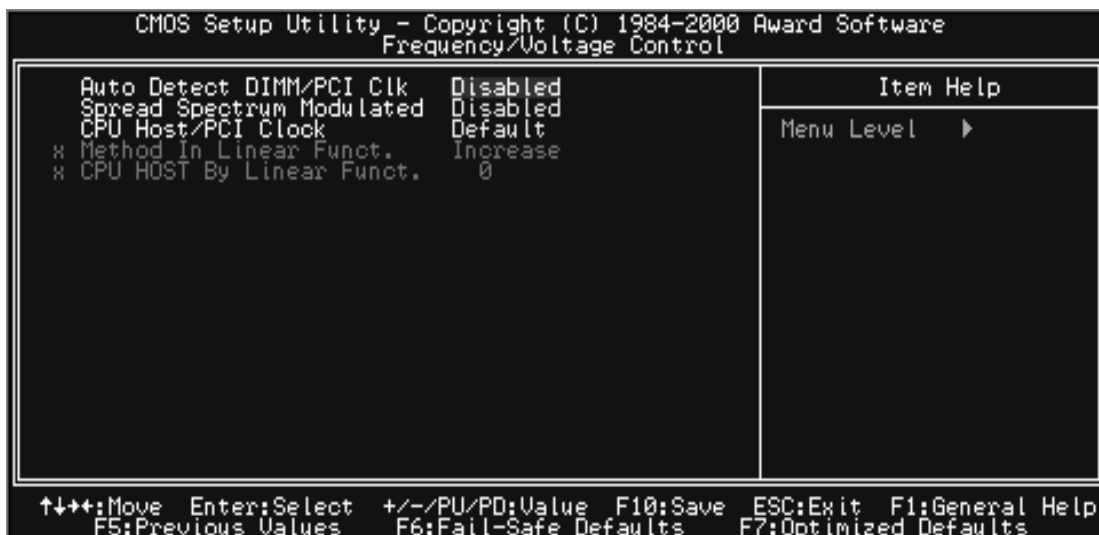 CMOS Setup Utility – Copyright (C) 1984-2000 Award Software
Frequency/Voltage Control
Auto Detect DIMM/PCI Clk Disabled
Spread Spectrum Modulated Disabled
CPU Host/PCI Clock Default
x Method In Linear Funct. Increase
x CPU HOST By Linear Funct. 0
Item Help
Menu Level ▶
↑↓→←:Move Enter:Select +/-/PU/PD:Value F10:Save ESC:Exit F1:General Help
F5:Previous Values F6:Fail-Safe Defaults F7:Optimized Defaults